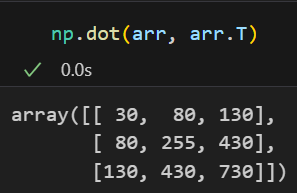 np.dot(arr, arr.T)
✓ 0.0s
array([[ 30,  80, 130],
       [ 80, 255, 430],
       [130, 430, 730]])